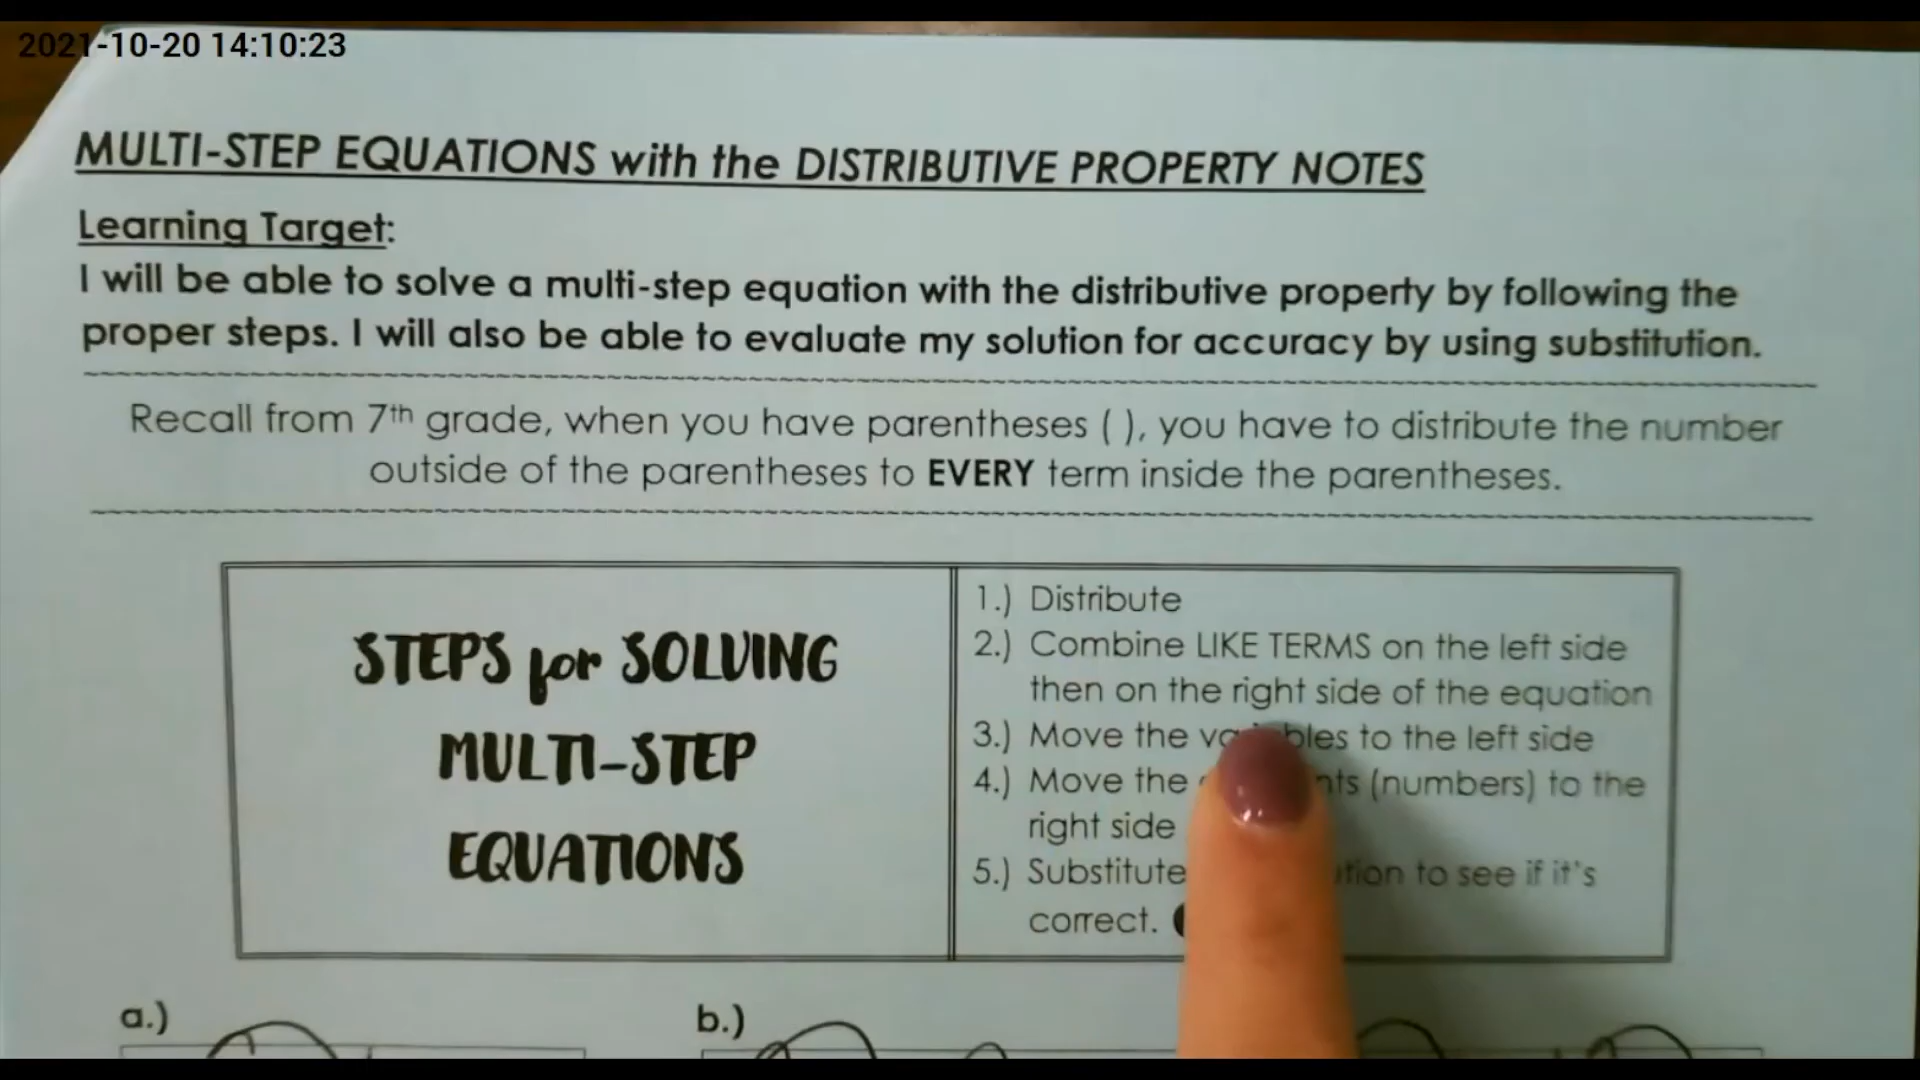 2021-10-20 14:10:23
MULTI-STEP EQUATIONS with the DISTRIBUTIVE PROPERTY NOTES
Learning Target:
I will be able to solve a multi-step equation with the distributive property by following the
proper steps. I will also be able to evaluate my solution for accuracy by using substitution.
Recall from 7th grade, when you have parentheses ( ), you have to distribute the number
outside of the parentheses to EVERY term inside the parentheses.
STEPS for SOLVING
MULTI-STEP
EQUATIONS
1.) Distribute
2.) Combine LIKE TERMS on the left side
then on the right side of the equation
3.) Move the variables to the left side
4.) Move the (numbers) to the
right side
5.) Substitute to see if it's
correct.
a.)
b.)